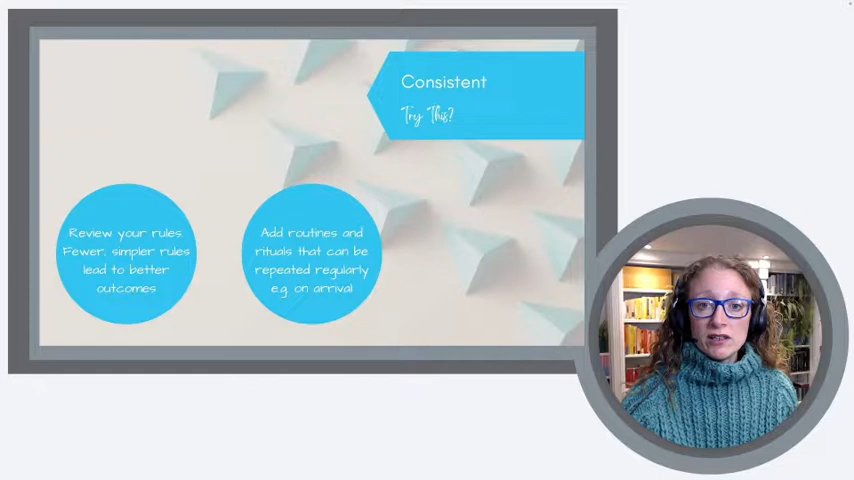 Consistent
Try This?
Review your rules.
Fewer, simpler rules
lead to better
outcomes
Add routines and
rituals that can be
repeated regularly
e.g. on arrival